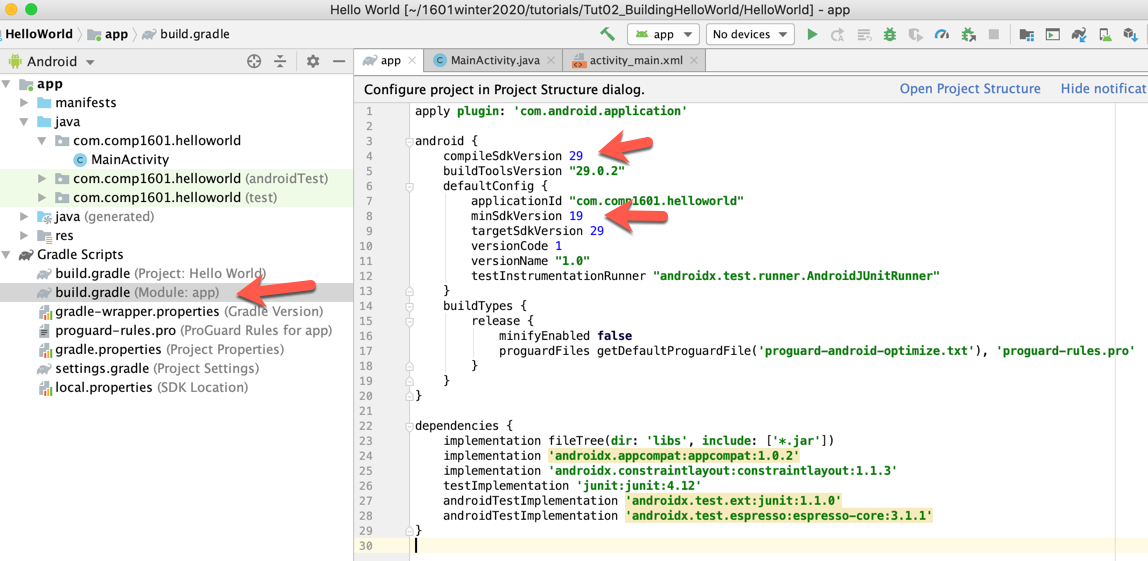 Hello World [~/1601winter2020/tutorials/Tut02_BuildingHelloWorld/HelloWorld] - app
HelloWorld app build.gradle
app No devices
Android
app MainActivity.java activity_main.xml
Configure project in Project Structure dialog. Open Project Structure Hide notificat
app
manifests
java
com.comp1601.helloworld
MainActivity
com.comp1601.helloworld (androidTest)
com.comp1601.helloworld (test)
java (generated)
res
Gradle Scripts
build.gradle (Project: Hello World)
build.gradle (Module: app)
gradle-wrapper.properties (Gradle Version)
proguard-rules.pro (ProGuard Rules for app)
gradle.properties (Project Properties)
settings.gradle (Project Settings)
local.properties (SDK Location)
1 apply plugin: 'com.android.application'
2
3 android {
4 compileSdkVersion 29
5 buildToolsVersion "29.0.2"
6 defaultConfig {
7 applicationId "com.comp1601.helloworld"
8 minSdkVersion 19
9 targetSdkVersion 29
10 versionCode 1
11 versionName "1.0"
12 testInstrumentationRunner "androidx.test.runner.AndroidJUnitRunner"
13 }
14 buildTypes {
15 release {
16 minifyEnabled false
17 proguardFiles getDefaultProguardFile('proguard-android-optimize.txt'), 'proguard-rules.pro'
18 }
19 }
20 }
21
22 dependencies {
23 implementation fileTree(dir: 'libs', include: ['*.jar'])
24 implementation 'androidx.appcompat:appcompat:1.0.2'
25 implementation 'androidx.constraintlayout:constraintlayout:1.1.3'
26 testImplementation 'junit:junit:4.12'
27 androidTestImplementation 'androidx.test.ext:junit:1.1.0'
28 androidTestImplementation 'androidx.test.espresso:espresso-core:3.1.1'
29 }
30